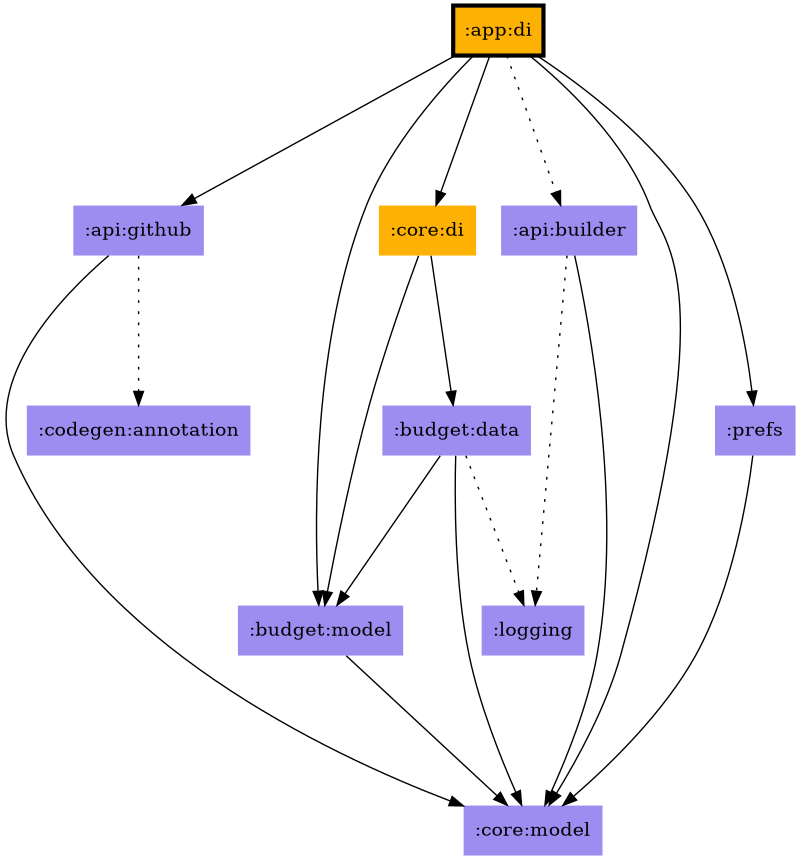 :app:di
:api:github
:core:di
:api:builder
:codegen:annotation
:budget:data
:prefs
:budget:model
:logging
:core:model